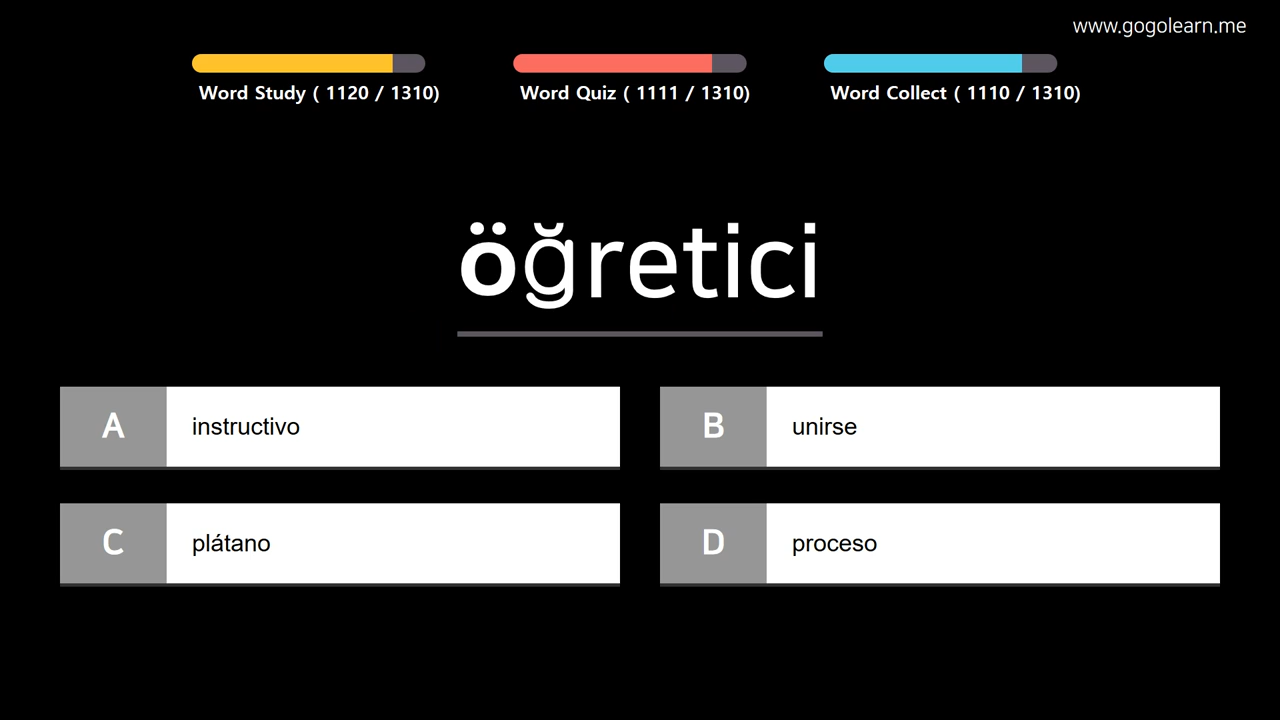 www.gogolearn.me
Word Study ( 1120 / 1310)
Word Quiz ( 1111 / 1310)
Word Collect ( 1110 / 1310)
öğretici
A instructivo
B unirse
C plátano
D proceso